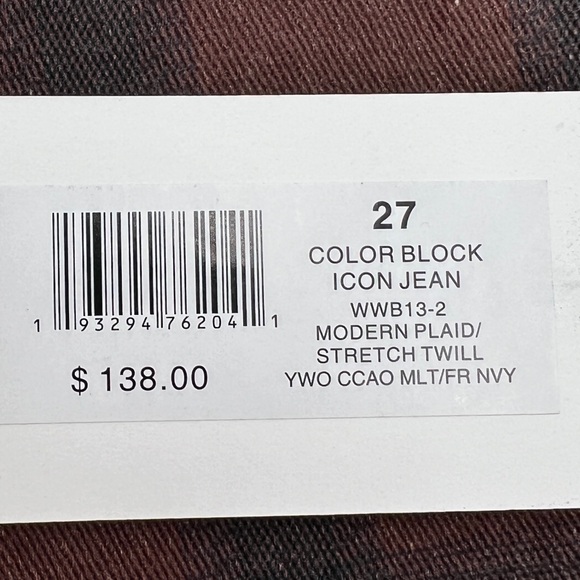 1 93294 76204 1
$ 138.00
27
COLOR BLOCK
ICON JEAN
WWB13-2
MODERN PLAID/
STRETCH TWILL
YWO CCAO MLT/FR NVY